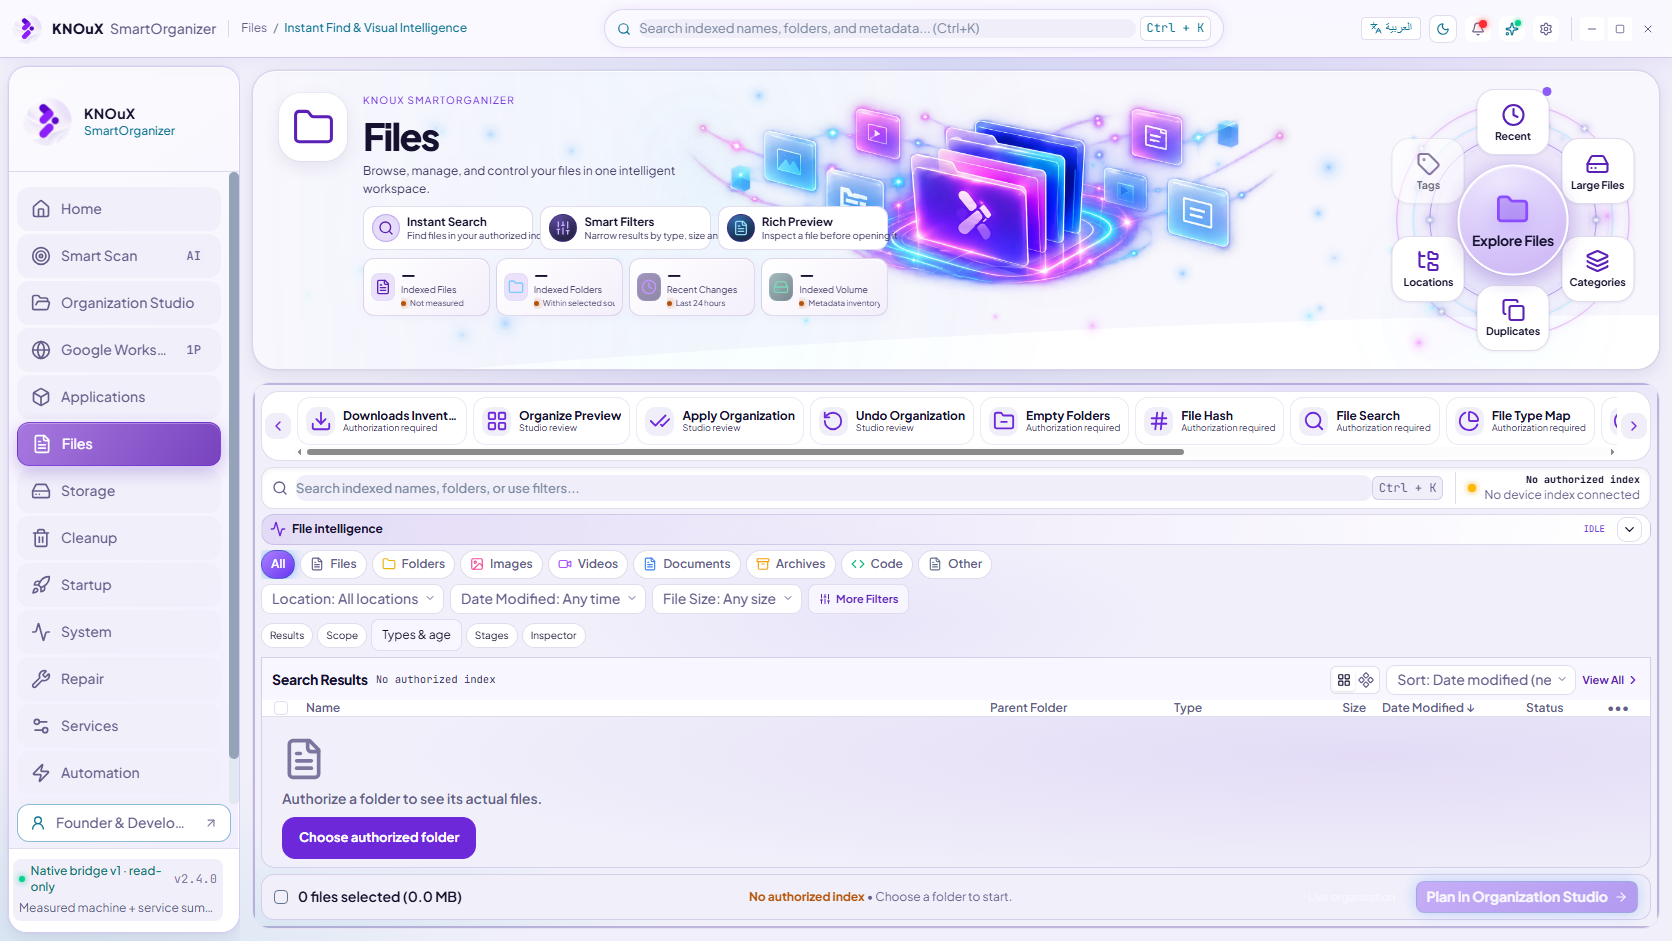 KNOuX SmartOrganizer
Files / Instant Find & Visual Intelligence
Search indexed names, folders, and metadata... (Ctrl+K)
Ctrl + K
العربية
KNOuX
SmartOrganizer
Home
Smart Scan AI
Organization Studio
Google Works... 1P
Applications
Files
Storage
Cleanup
Startup
System
Repair
Services
Automation
Founder & Develo...
Native bridge v1 · read-only
v2.4.0
Measured machine + service sum...
KNOUX SMARTORGANIZER
Files
Browse, manage, and control your files in one intelligent
workspace.
Instant Search
Find files in your authorized ind
Smart Filters
Narrow results by type, size an
Rich Preview
Inspect a file before opening it
— Indexed Files
Not measured
— Indexed Folders
Within selected sou
— Recent Changes
Last 24 hours
— Indexed Volume
Metadata inventory
Recent
Tags
Large Files
Explore Files
Locations
Categories
Duplicates
Downloads Invent...
Authorization required
Organize Preview
Studio review
Apply Organization
Studio review
Undo Organization
Studio review
Empty Folders
Authorization required
File Hash
Authorization required
File Search
Authorization required
File Type Map
Authorization required
Search indexed names, folders, or use filters...
Ctrl + K
No authorized index
No device index connected
File intelligence
IDLE
All Files Folders Images Videos Documents Archives Code Other
Location: All locations Date Modified: Any time File Size: Any size More Filters
Results Scope Types & age Stages Inspector
Search Results No authorized index
Sort: Date modified (ne
View All
Name Parent Folder Type Size Date Modified ↓ Status
Authorize a folder to see its actual files.
Choose authorized folder
0 files selected (0.0 MB)
No authorized index • Choose a folder to start.
Plan in Organization Studio →